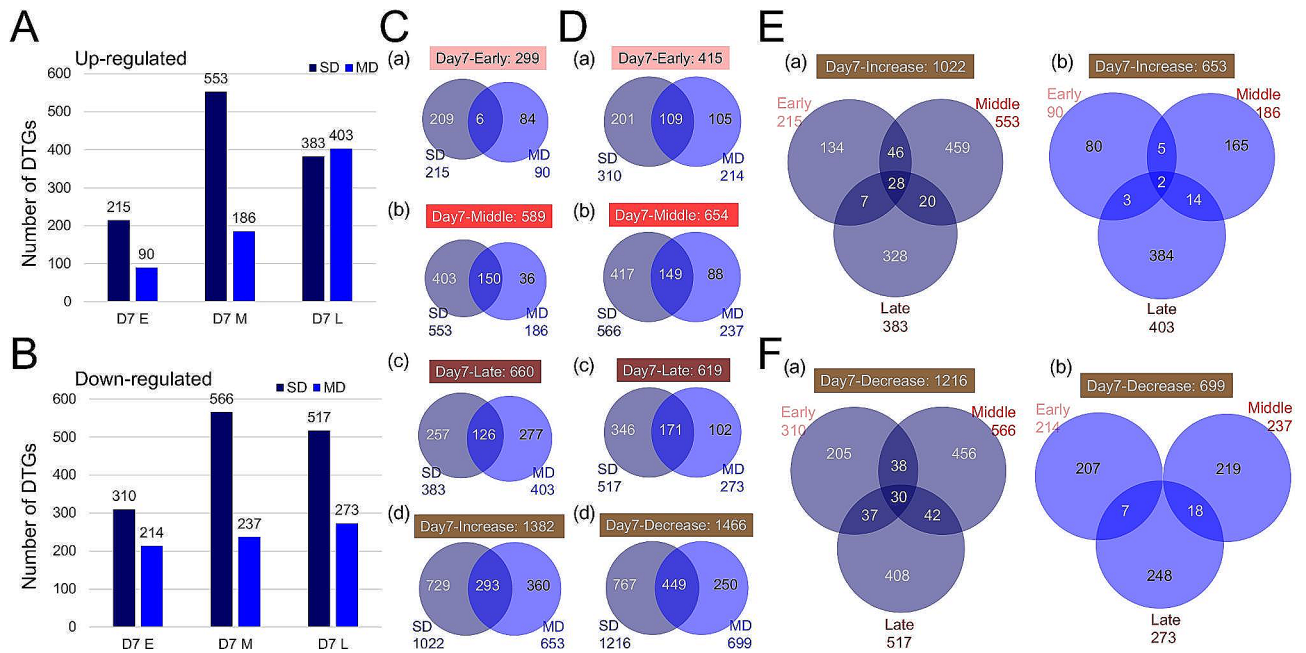 A
Up-regulated
SD MD
Number of DTGs
600
500
400
300
200
100
0
215
90
553
186
383
403
D7 E
D7 M
D7 L
B
Down-regulated
SD MD
Number of DTGs
600
500
400
300
200
100
0
310
214
566
237
517
273
D7 E
D7 M
D7 L
C
(a)
Day7-Early: 299
209 6 84
SD MD
215 90
(b)
Day7-Middle: 589
403 150 36
SD MD
553 186
(c)
Day7-Late: 660
257 126 277
SD MD
383 403
(d)
Day7-Increase: 1382
729 293 360
SD MD
1022 653
D
(a)
Day7-Early: 415
201 109 105
SD MD
310 214
(b)
Day7-Middle: 654
417 149 88
SD MD
566 237
(c)
Day7-Late: 619
346 171 102
SD MD
517 273
(d)
Day7-Decrease: 1466
767 449 250
SD MD
1216 699
E
(a)
Day7-Increase: 1022
Early Middle
215 553
134 46 459
28
7 20
328
Late
383
(b)
Day7-Increase: 653
Early Middle
90 186
80 5 165
2
3 14
384
Late
403
F
(a)
Day7-Decrease: 1216
Early Middle
310 566
205 38 456
30
37 42
408
Late
517
(b)
Day7-Decrease: 699
Early Middle
214 237
207 219
7 18
248
Late
273